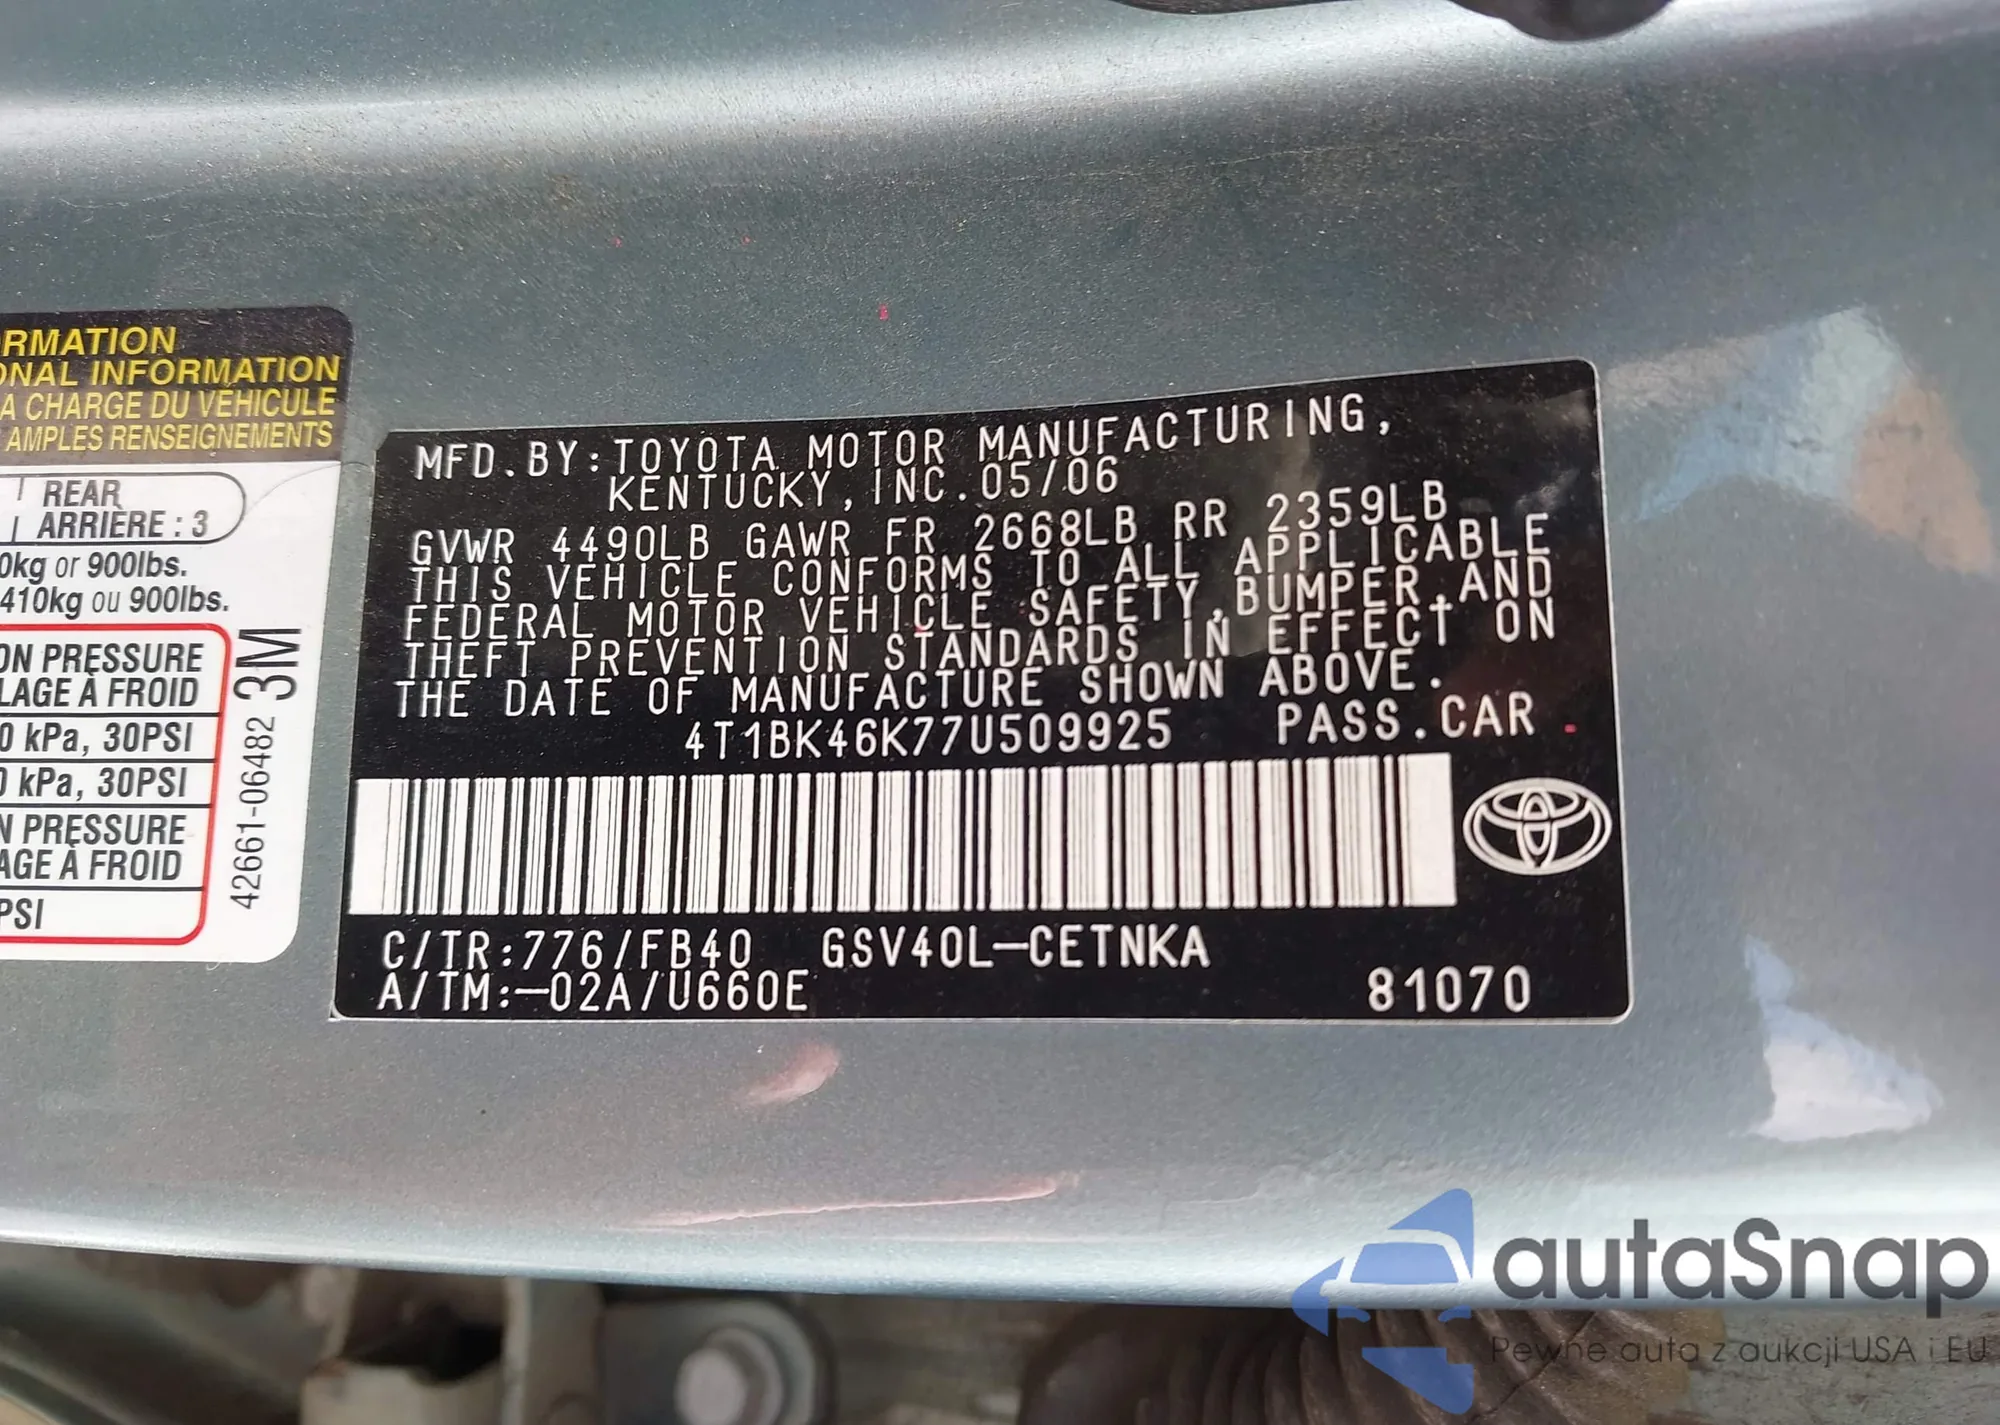 RMATION
ONAL INFORMATION
A CHARGE DU VÉHICULE
AMPLES RENSEIGNEMENTS
REAR
ARRIÈRE : 3
0kg or 900lbs.
410kg ou 900lbs.
ON PRESSURE
LAGE À FROID
0 kPa, 30PSI
0 kPa, 30PSI
N PRESSURE
AGE À FROID
PSI
42661-06482 3M
MFD.BY:TOYOTA MOTOR MANUFACTURING,
KENTUCKY, INC.05/06
GVWR 4490LB GAWR FR 2668LB RR 2359LB
THIS VEHICLE CONFORMS TO ALL APPLICABLE
FEDERAL MOTOR VEHICLE SAFETY,BUMPER,AND
THEFT PREVENTION STANDARDS IN EFFECT ON
THE DATE OF MANUFACTURE SHOWN ABOVE.
4T1BK46K77U509925 PASS.CAR
C/TR:776/FB40 GSV40L-CETNKA
A/TM:-02A/U660E 81070
autaSnap
Pewne auta z aukcji USA i EU